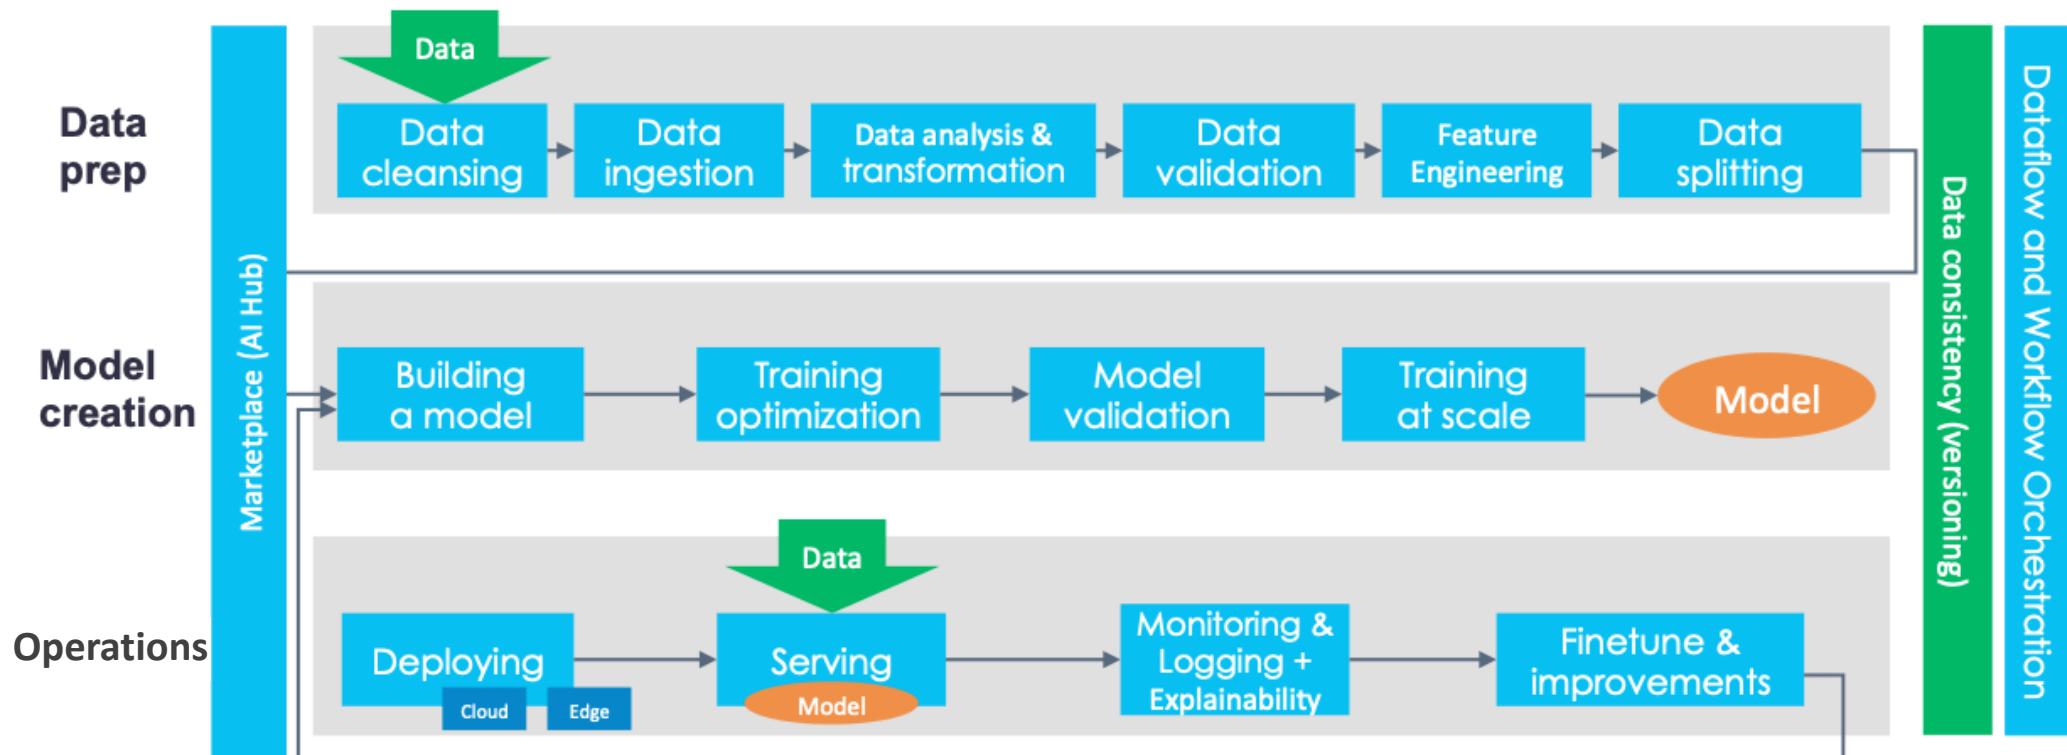 Data
prep
Data
Data
cleansing
Data
ingestion
Data analysis &
transformation
Data
validation
Feature
Engineering
Data
splitting
Marketplace (AI Hub)
Model
creation
Building
a model
Training
optimization
Model
validation
Training
at scale
Model
Operations
Data
Deploying
Cloud
Edge
Serving
Model
Monitoring &
Logging +
Explainability
Finetune &
improvements
Data consistency (versioning)
Dataflow and Workflow Orchestration